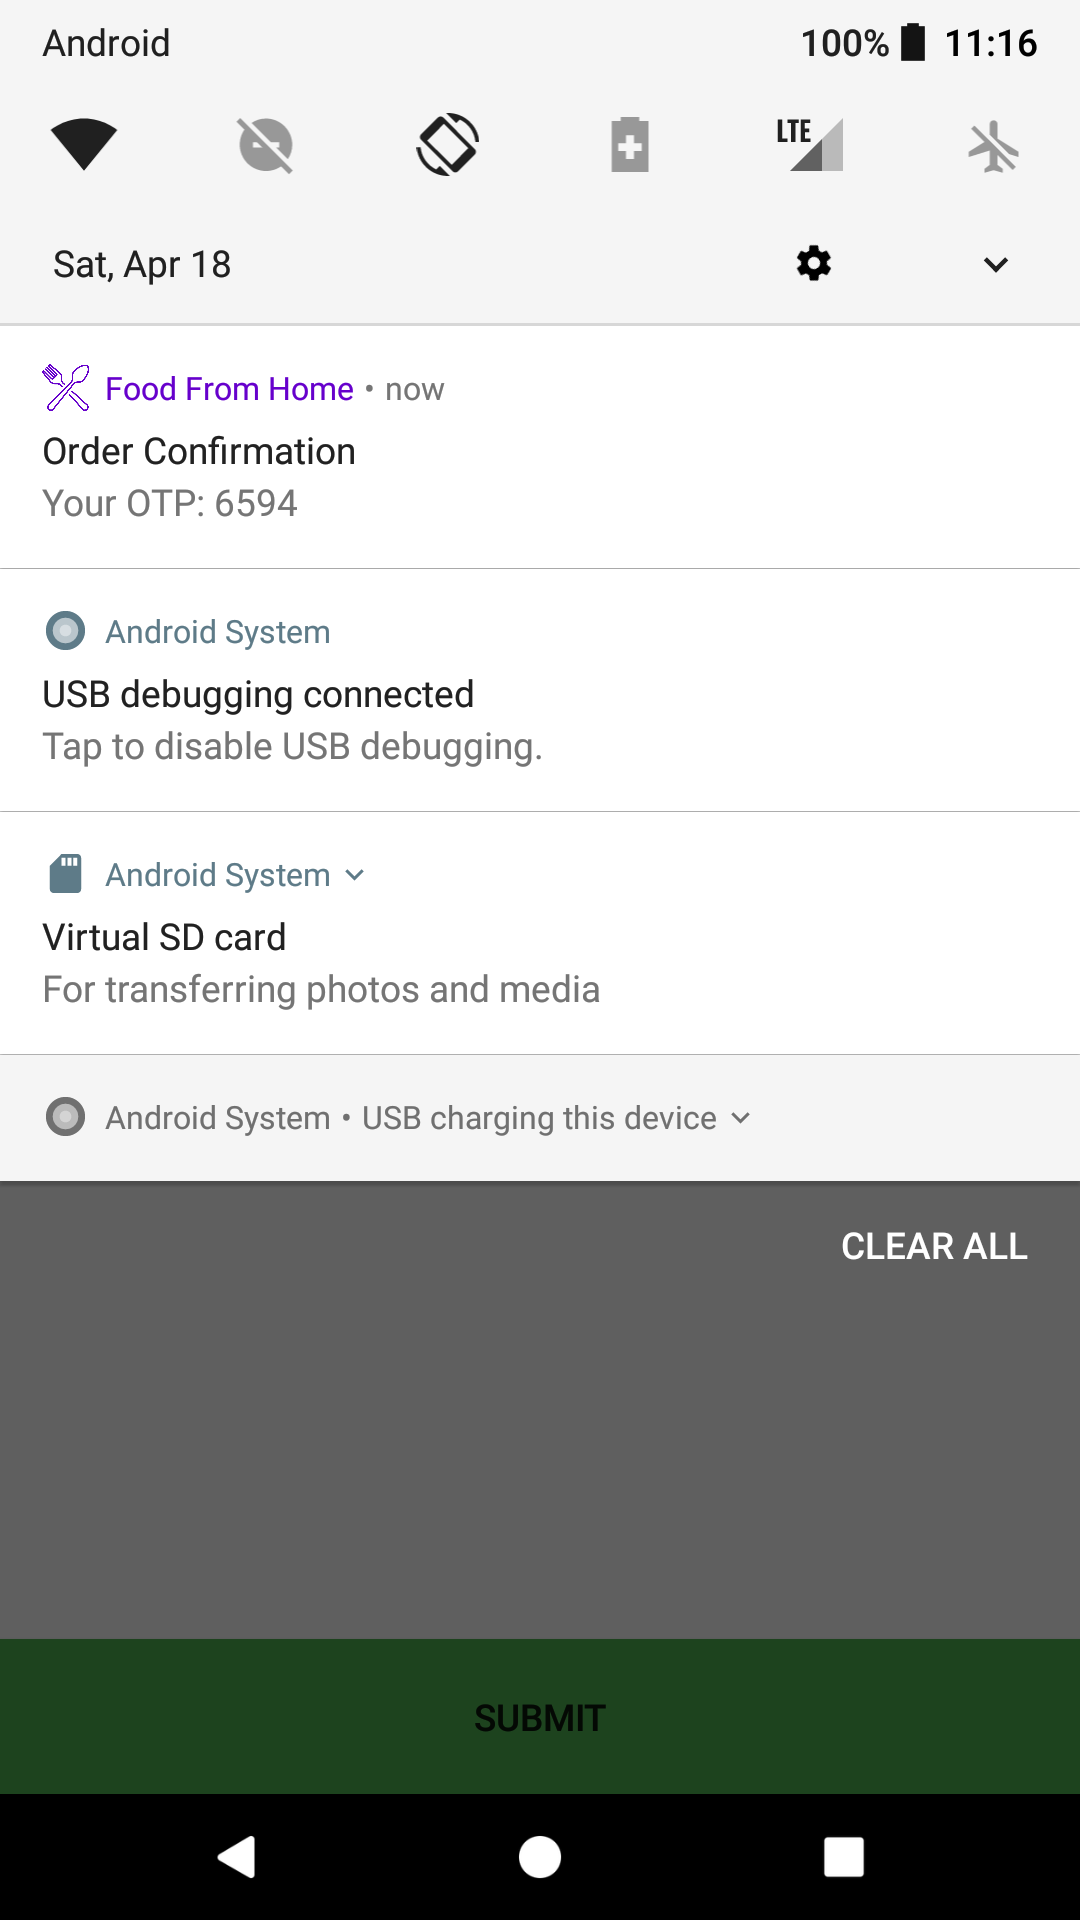 Android 100% 11:16
LTE
Sat, Apr 18
Food From Home • now
Order Confirmation
Your OTP: 6594
Android System
USB debugging connected
Tap to disable USB debugging.
Android System
Virtual SD card
For transferring photos and media
Android System • USB charging this device
CLEAR ALL
SUBMIT